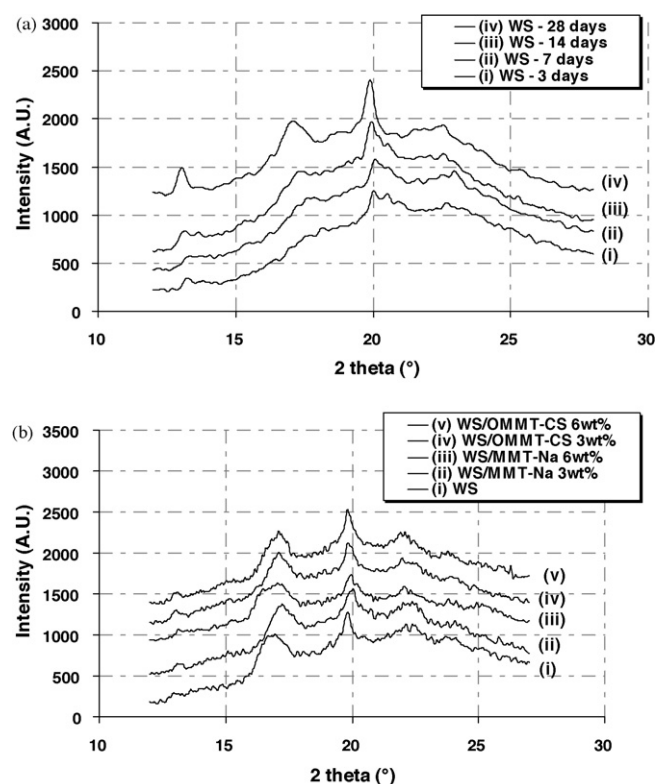 (a)
(iv) WS - 28 days
(iii) WS - 14 days
(ii) WS - 7 days
(i) WS - 3 days
3000
2500
2000
1500
1000
500
0
Intensity (A.U.)
(iv)
(iii)
(ii)
(i)
10 15 20 25 30
2 theta (°)
(b)
(v) WS/OMMT-CS 6wt%
(iv) WS/OMMT-CS 3wt%
(iii) WS/MMT-Na 6wt%
(ii) WS/MMT-Na 3wt%
(i) WS
3500
3000
2500
2000
1500
1000
500
0
Intensity (A.U.)
(v)
(iv)
(iii)
(ii)
(i)
10 15 20 25 30
2 theta (°)